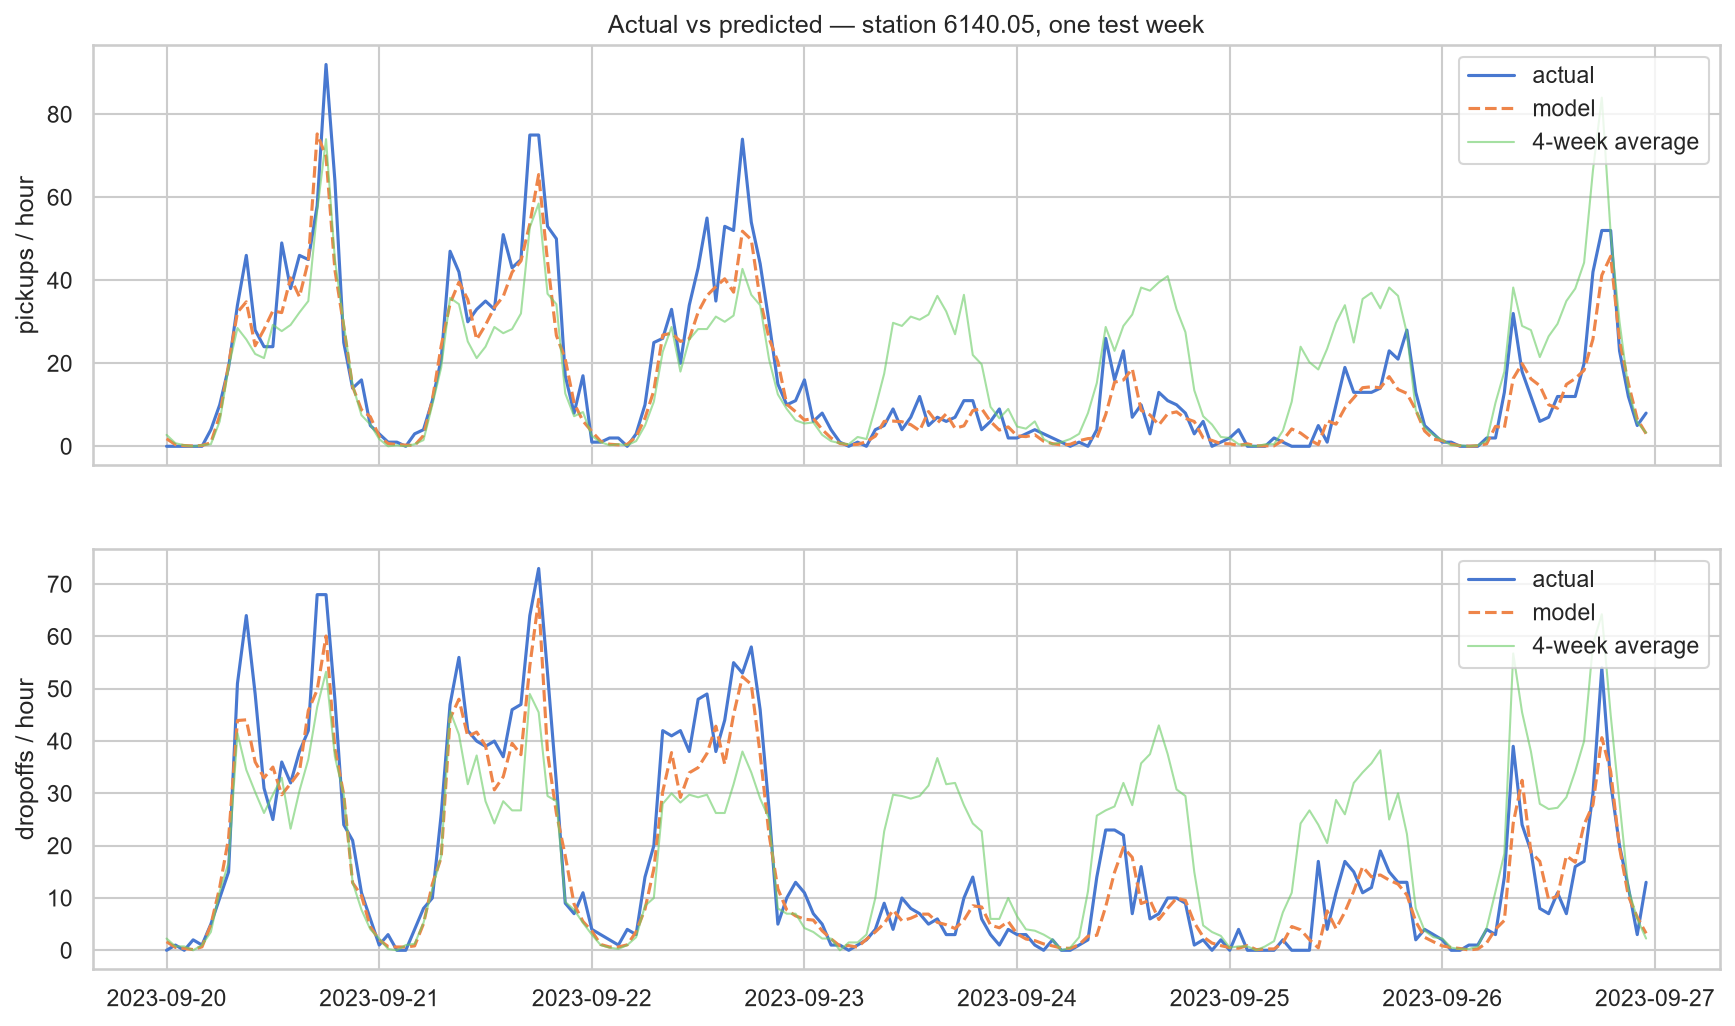 Actual vs predicted — station 6140.05, one test week
pickups / hour
80
60
40
20
0
actual
model
4-week average
dropoffs / hour
70
60
50
40
30
20
10
0
actual
model
4-week average
2023-09-20 2023-09-21 2023-09-22 2023-09-23 2023-09-24 2023-09-25 2023-09-26 2023-09-27